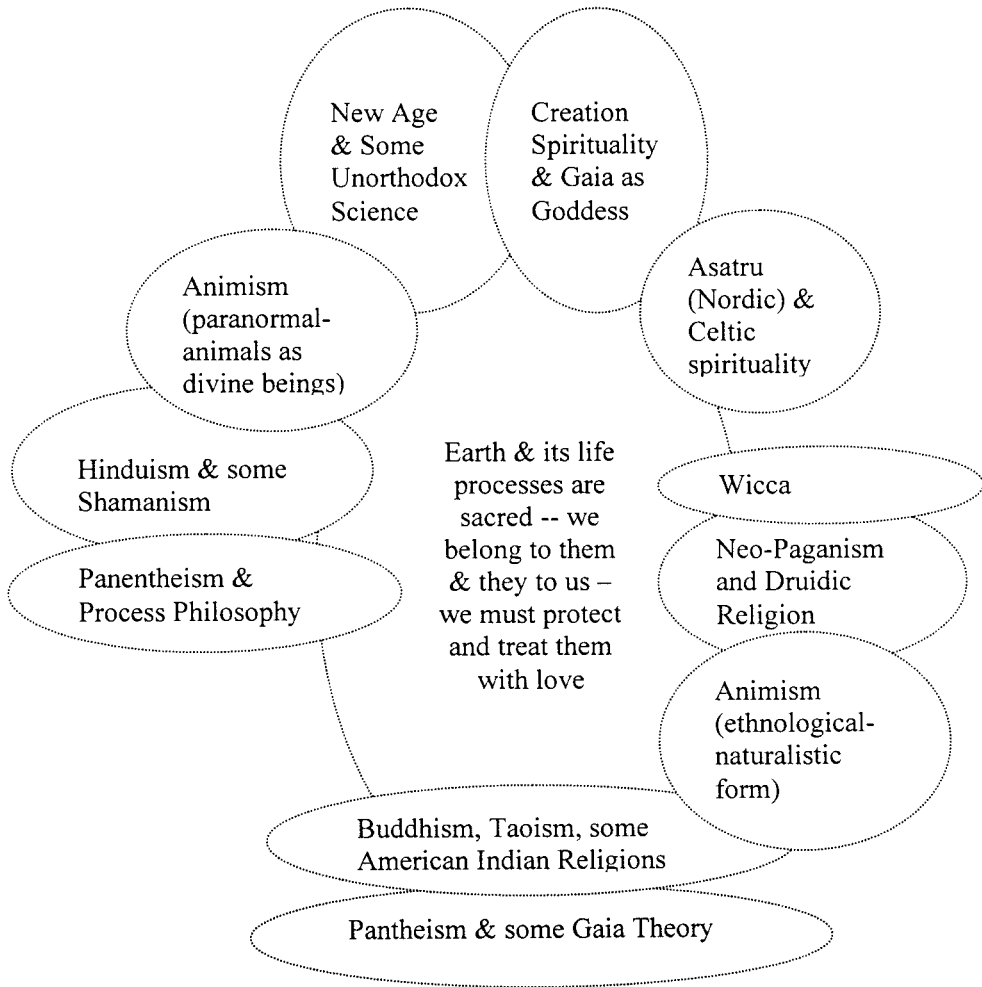 New Age
& Some
Unorthodox
Science
Creation
Spirituality
& Gaia as
Goddess
Animism
(paranormal-
animals as
divine beings)
Asatru
(Nordic) &
Celtic
spirituality
Hinduism & some
Shamanism
Earth & its life
processes are
sacred -- we
belong to them
& they to us –
we must protect
and treat them
with love
Wicca
Panentheism &
Process Philosophy
Neo-Paganism
and Druidic
Religion
Animism
(ethnological-
naturalistic
form)
Buddhism, Taoism, some
American Indian Religions
Pantheism & some Gaia Theory